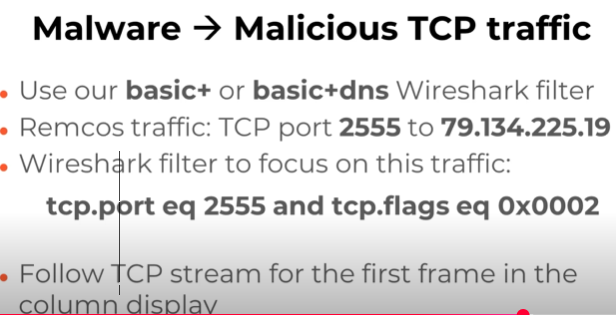 Malware → Malicious TCP traffic
• Use our basic+ or basic+dns Wireshark filter
• Remcos traffic: TCP port 2555 to 79.134.225.19
• Wireshark filter to focus on this traffic:
tcp.port eq 2555 and tcp.flags eq 0x0002
• Follow TCP stream for the first frame in the
column display